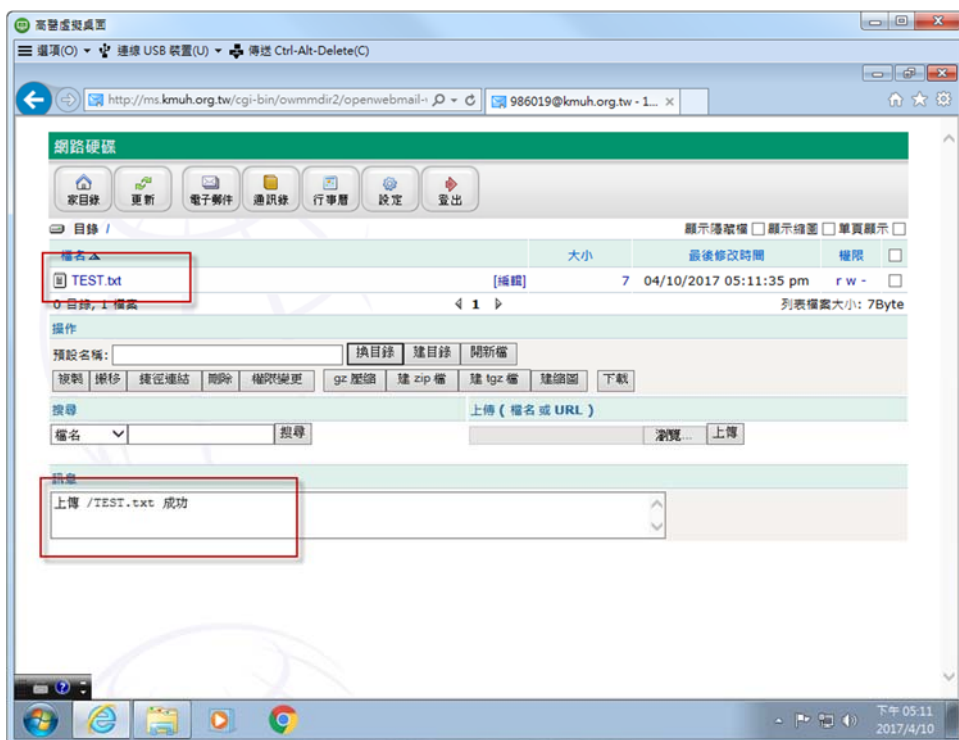 高醫虛擬桌面
選項(O) 連線 USB 裝置(U) 傳送 Ctrl-Alt-Delete(C)
http://ms.kmuh.org.tw/cgi-bin/owmmdir2/openwebmail- 986019@kmuh.org.tw - 1...
網路硬碟
家目錄 更新 電子郵件 通訊錄 行事曆 設定 登出
目錄 / 顯示隱藏檔 顯示縮圖 單頁顯示
檔名 大小 最後修改時間 權限
TEST.txt [編輯] 7 04/10/2017 05:11:35 pm r w -
0 目錄, 1 檔案 1 列表檔案大小: 7Byte
操作
預設名稱: 換目錄 建目錄 開新檔
複製 搬移 捷徑連結 刪除 權限變更 gz 壓縮 建 zip 檔 建 tgz 檔 建縮圖 下載
搜尋 上傳 ( 檔名 或 URL )
檔名 搜尋 瀏覽... 上傳
訊息
上傳 /TEST.txt 成功
下午 05:11
2017/4/10